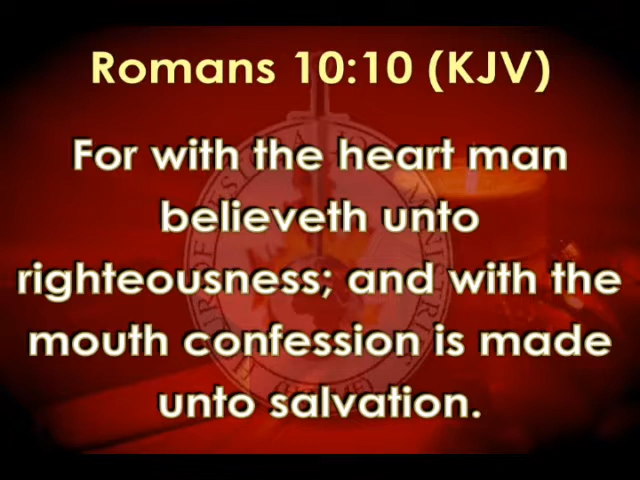 Romans 10:10 (KJV)
For with the heart man
believeth unto
righteousness; and with the
mouth confession is made
unto salvation.